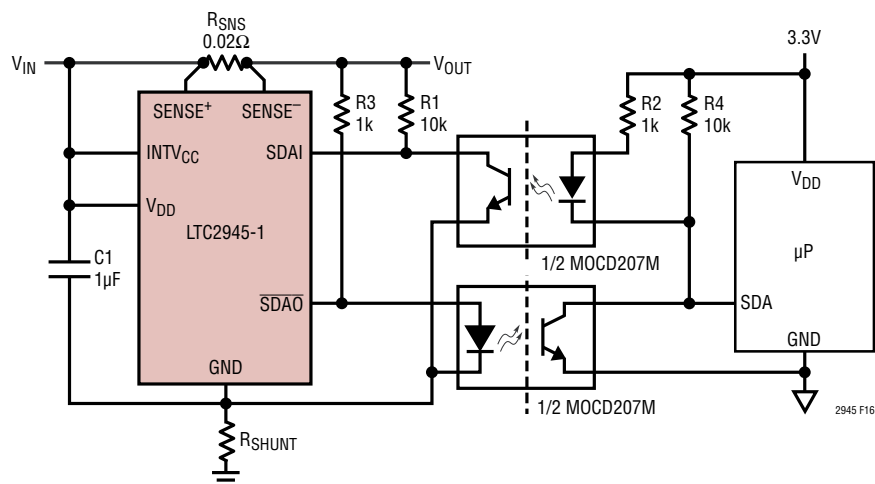 RSNS
0.02Ω
VIN
VOUT
3.3V
SENSE+
SENSE–
R3
1k
R1
10k
R2
1k
R4
10k
INTVCC
SDAI
VDD
VDD
LTC2945-1
µP
C1
1µF
1/2 MOCD207M
SDAO
SDA
GND
GND
1/2 MOCD207M
2945 F16
RSHUNT